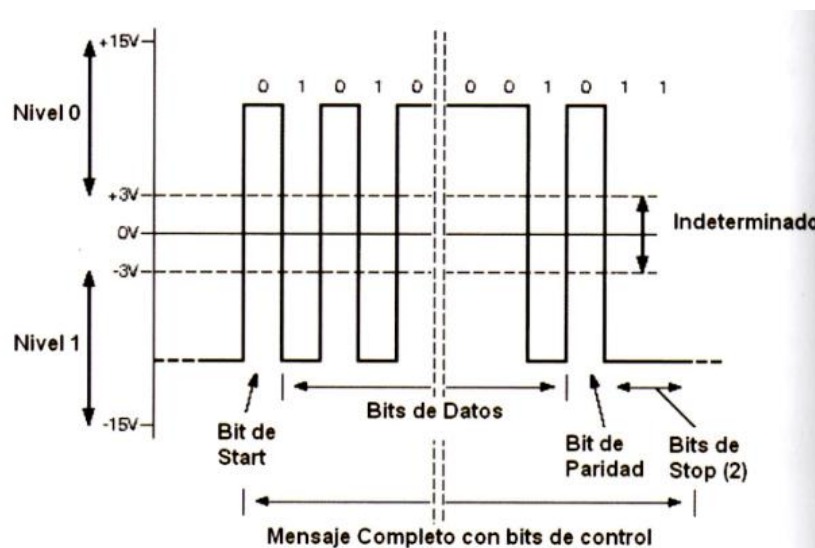 +15V
0 1 0 1 0 0 0 1 0 1 1
Nivel 0
+3V
Indeterminado
0V
-3V
Nivel 1
Bits de Datos
-15V
Bit de
Start
Bit de
Paridad
Bits de
Stop (2)
Mensaje Completo con bits de control